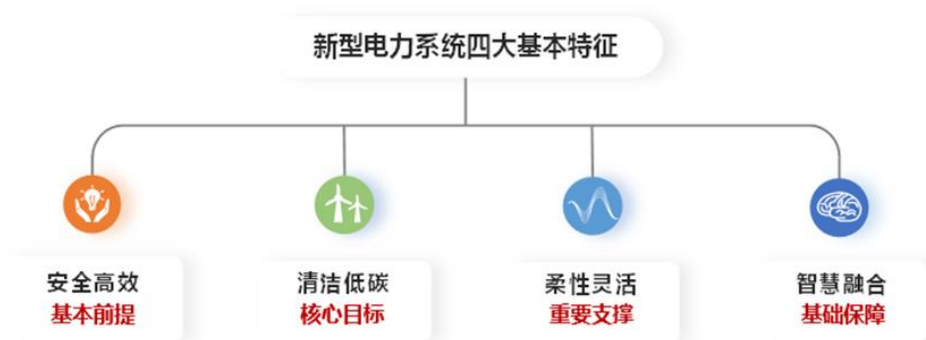 新型电力系统四大基本特征
安全高效
基本前提
清洁低碳
核心目标
柔性灵活
重要支撑
智慧融合
基础保障